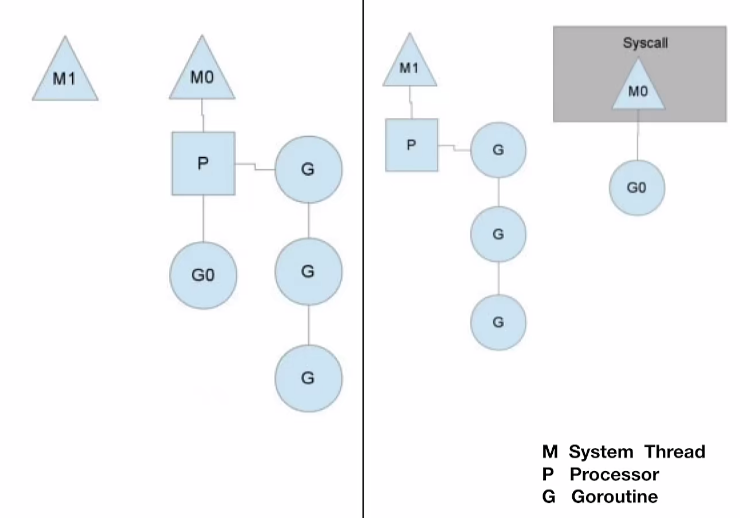 M1
M0
P
G
G0
G
G
M1
P
G
G
G
Syscall
M0
G0
M System Thread
P Processor
G Goroutine